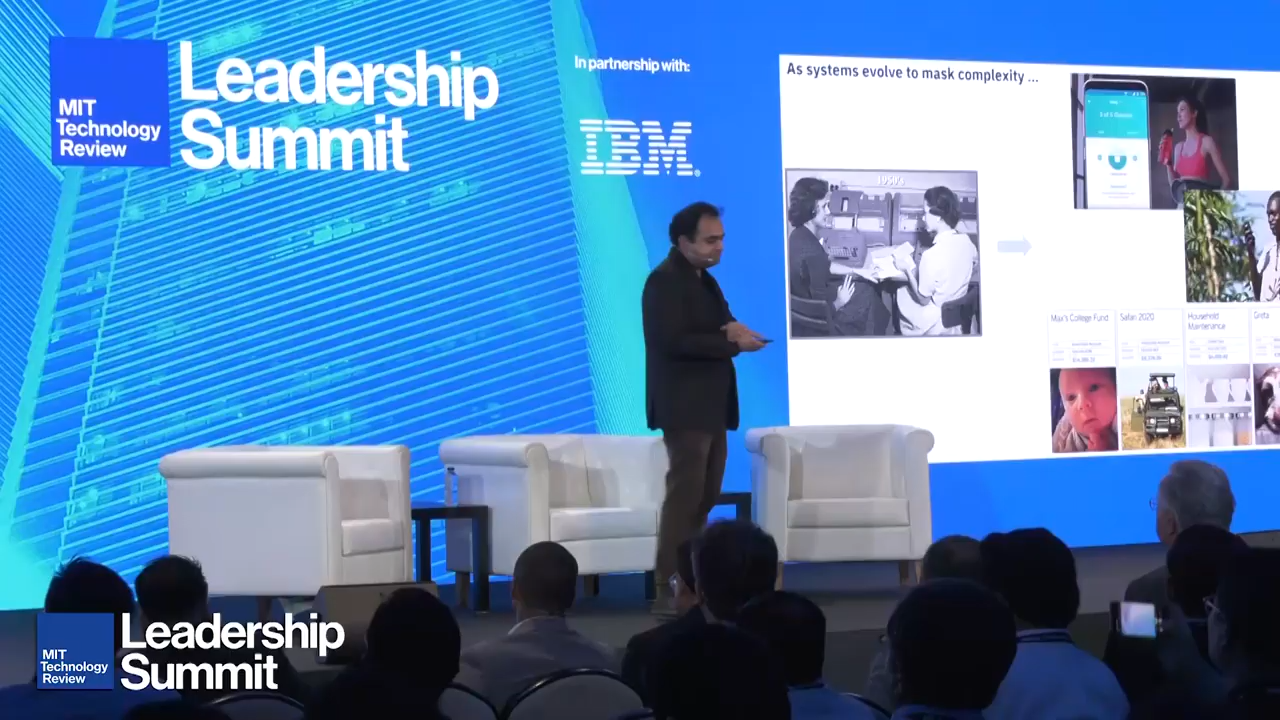 MIT
Technology
Review
Leadership
Summit
In partnership with:
IBM
As systems evolve to mask complexity ...
1950's
Max's College Fund
Safari 2020
Household
Maintenance
Greta
MIT
Technology
Review
Leadership
Summit